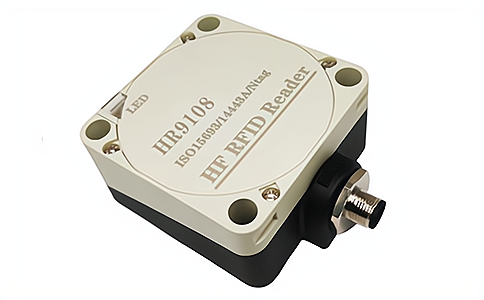 LED
HR9108
ISO15693/14443A/Ntag
HF RFID Reader